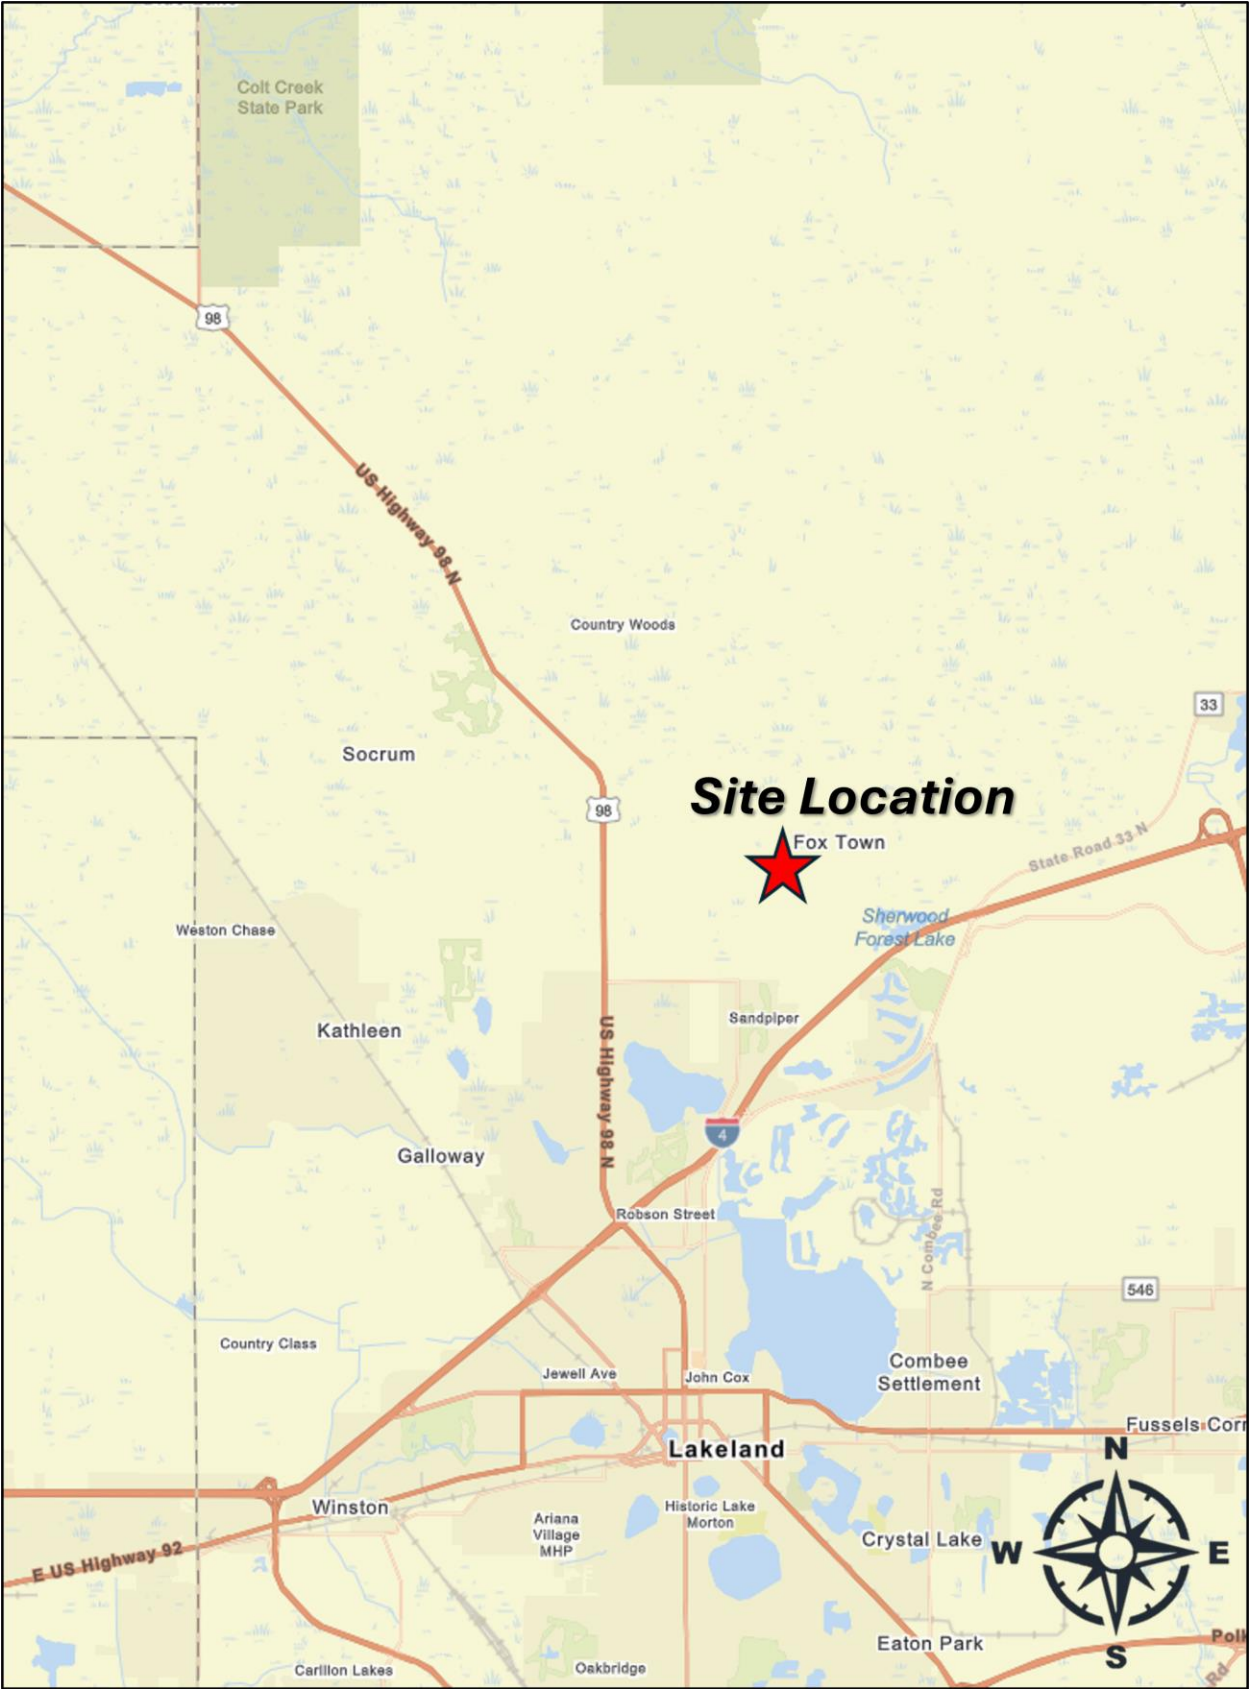 Colt Creek
State Park
98
US Highway 98 N
Country Woods
33
Socrum
Site Location
98
Fox Town
State Road 33 N
Sherwood
Forest Lake
Weston Chase
Sandpiper
Kathleen
US Highway 98 N
4
Galloway
Robson Street
N Combee Rd
546
Country Class
Combee
Settlement
Jewell Ave
John Cox
Fussels Corr
Lakeland
N
Winston
Historic Lake
Morton
Ariana
Village
MHP
Crystal Lake
W
E
E US Highway 92
Eaton Park
Polk
S
Carillon Lakes
Oakbridge
Rd